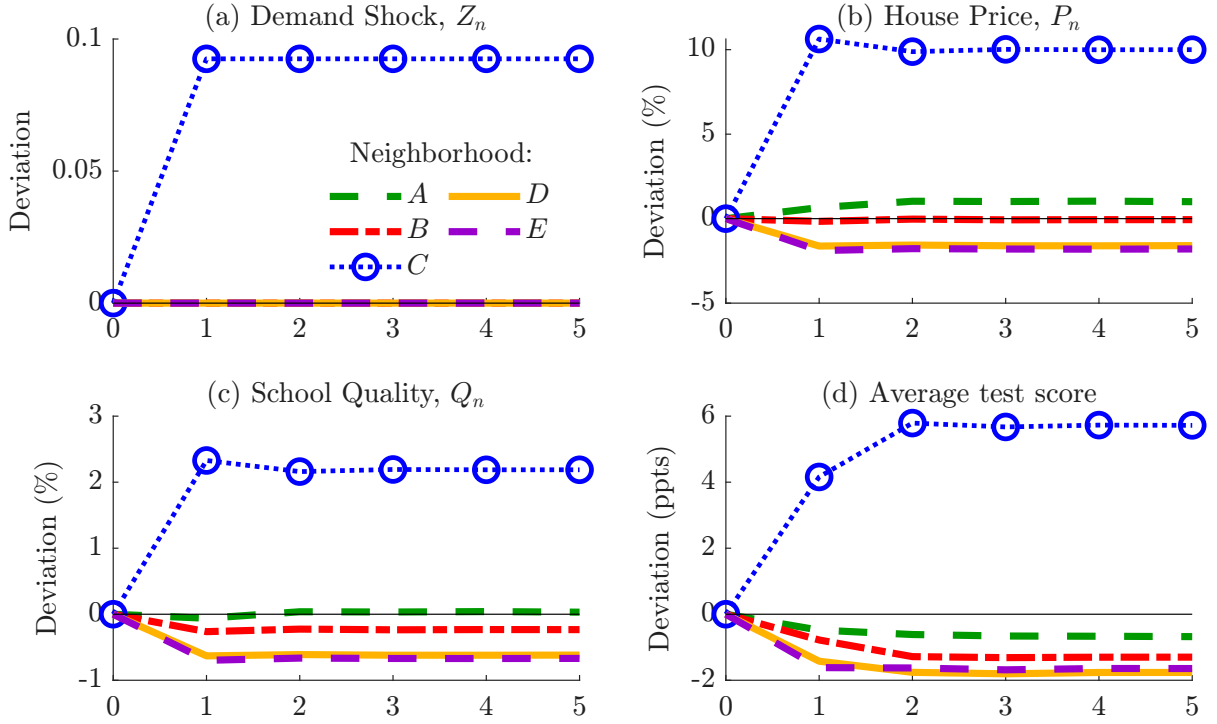 (a) Demand Shock, Zₙ
0.1
0.05
0
Deviation
Neighborhood:
A
D
B
E
C
0 1 2 3 4 5
(b) House Price, Pₙ
10
5
0
-5
Deviation (%)
0 1 2 3 4 5
(c) School Quality, Qₙ
3
2
1
0
-1
Deviation (%)
0 1 2 3 4 5
(d) Average test score
6
4
2
0
-2
Deviation (ppts)
0 1 2 3 4 5